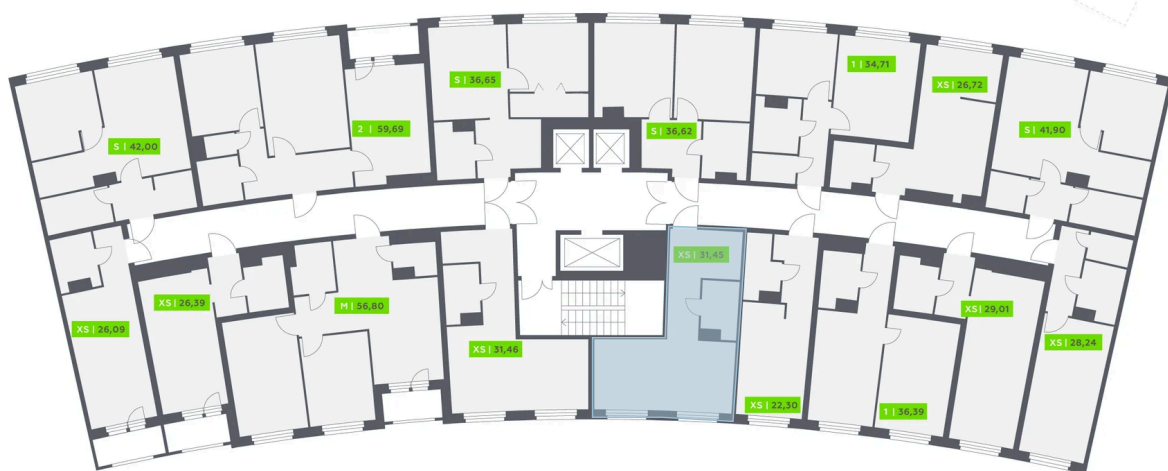 S | 42,00
2 | 59,69
S | 36,65
S | 36,62
1 | 34,71
XS | 26,72
S | 41,90
XS | 26,09
XS | 26,39
M | 56,80
XS | 31,46
XS | 31,45
XS | 22,30
1 | 36,39
XS | 29,01
XS | 28,24